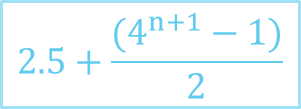 2.5 + (4^{n+1} − 1) / 2